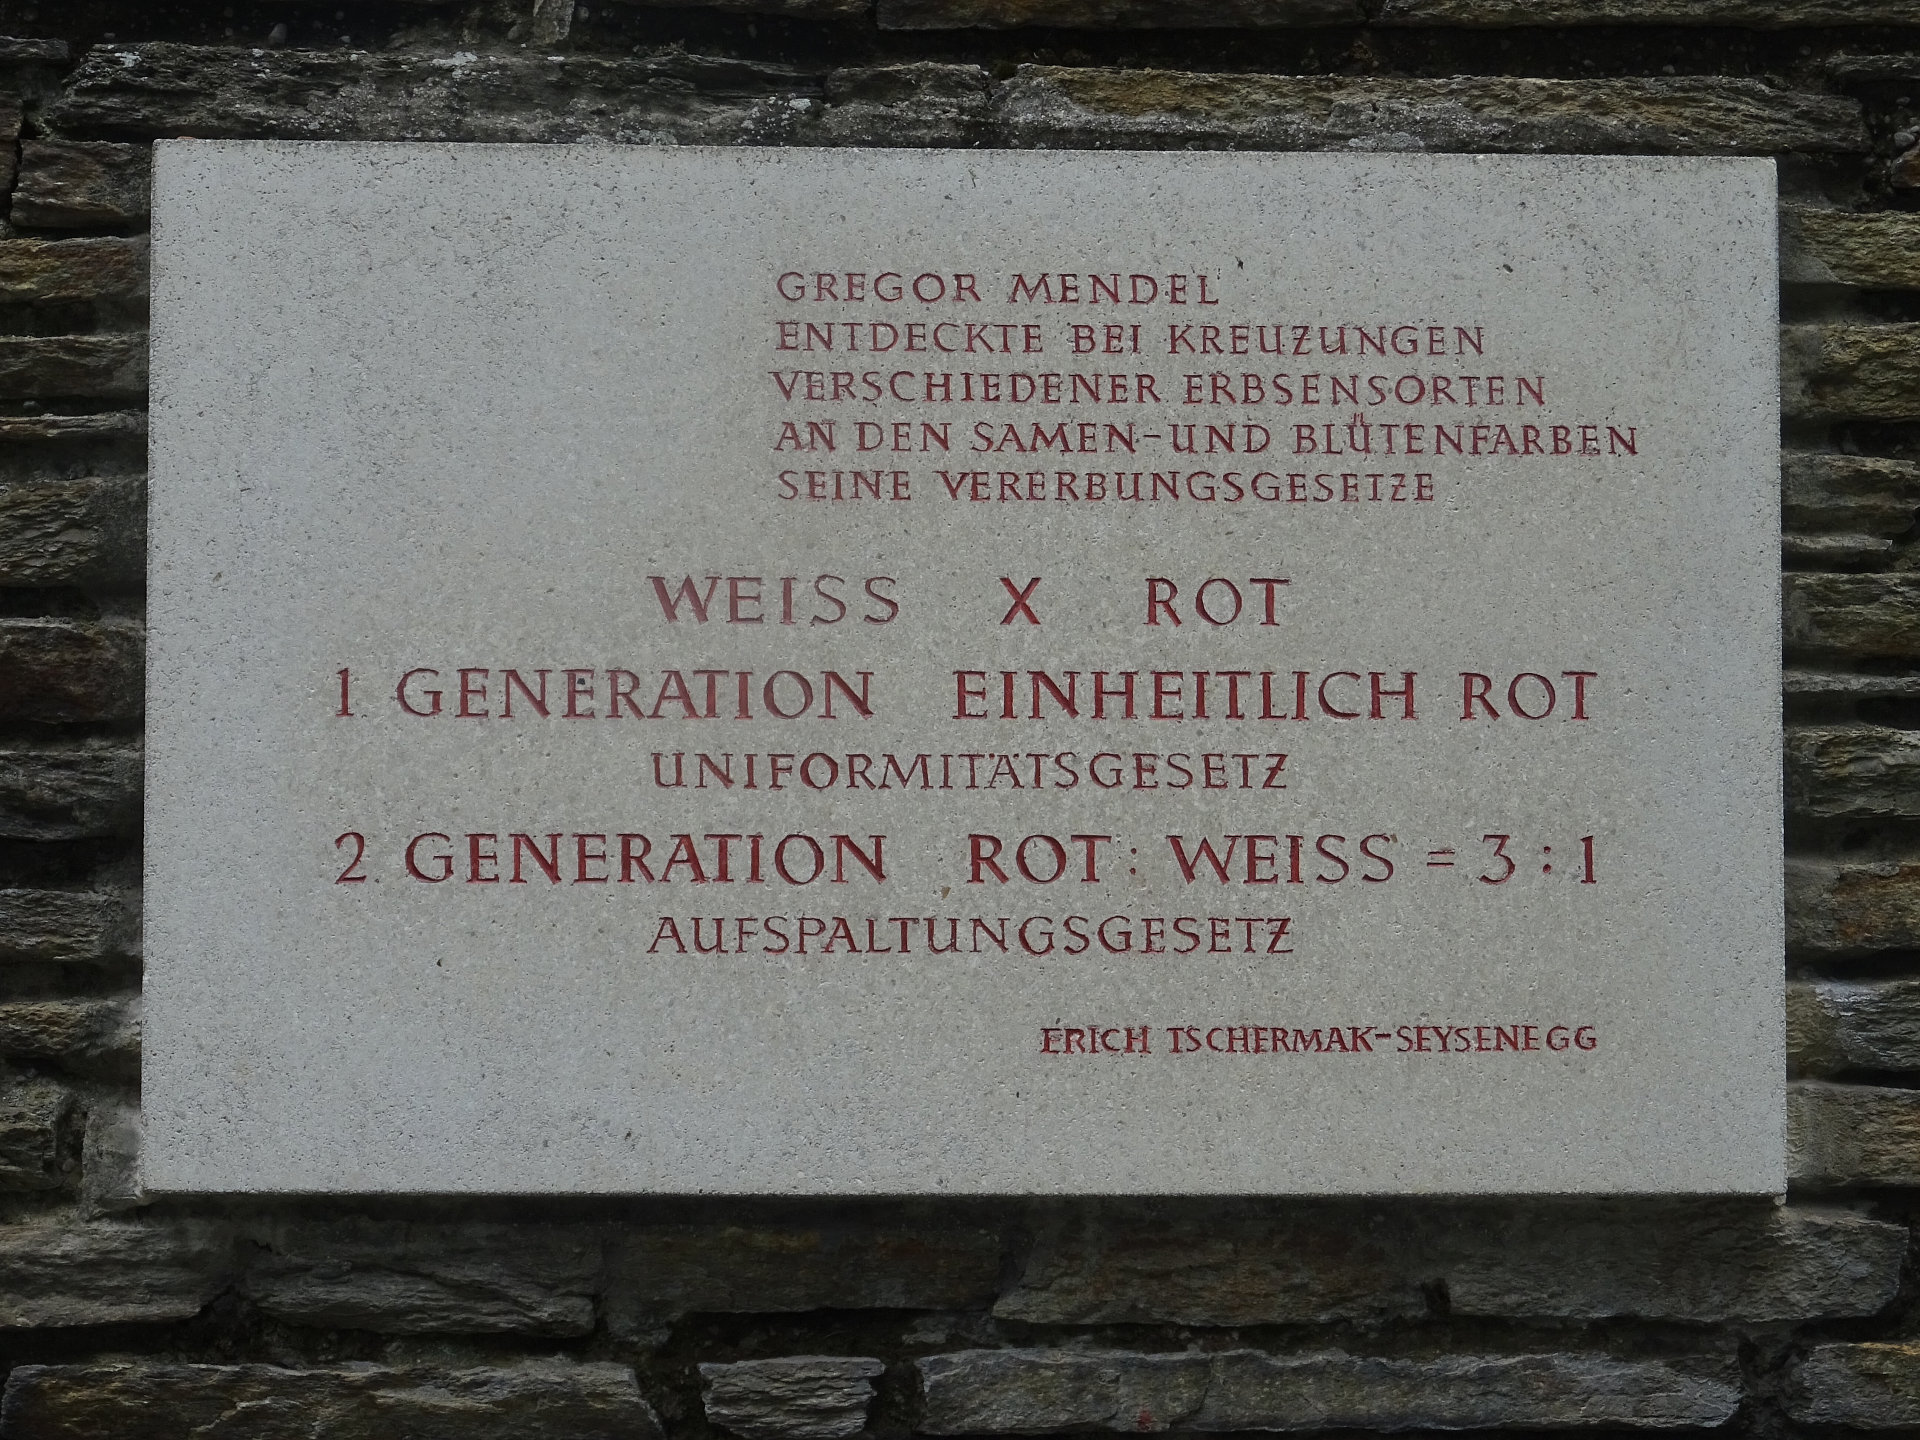 GREGOR MENDEL
ENTDECKTE BEI KREUZUNGEN
VERSCHIEDENER ERBSENSORTEN
AN DEN SAMEN-UND BLÜTENFARBEN
SEINE VERERBUNGSGESETZE
WEISS X ROT
1. GENERATION EINHEITLICH ROT
UNIFORMITÄTSGESETZ
2. GENERATION ROT: WEISS = 3 : 1
AUFSPALTUNGSGESETZ
ERICH TSCHERMAK-SEYSENEGG